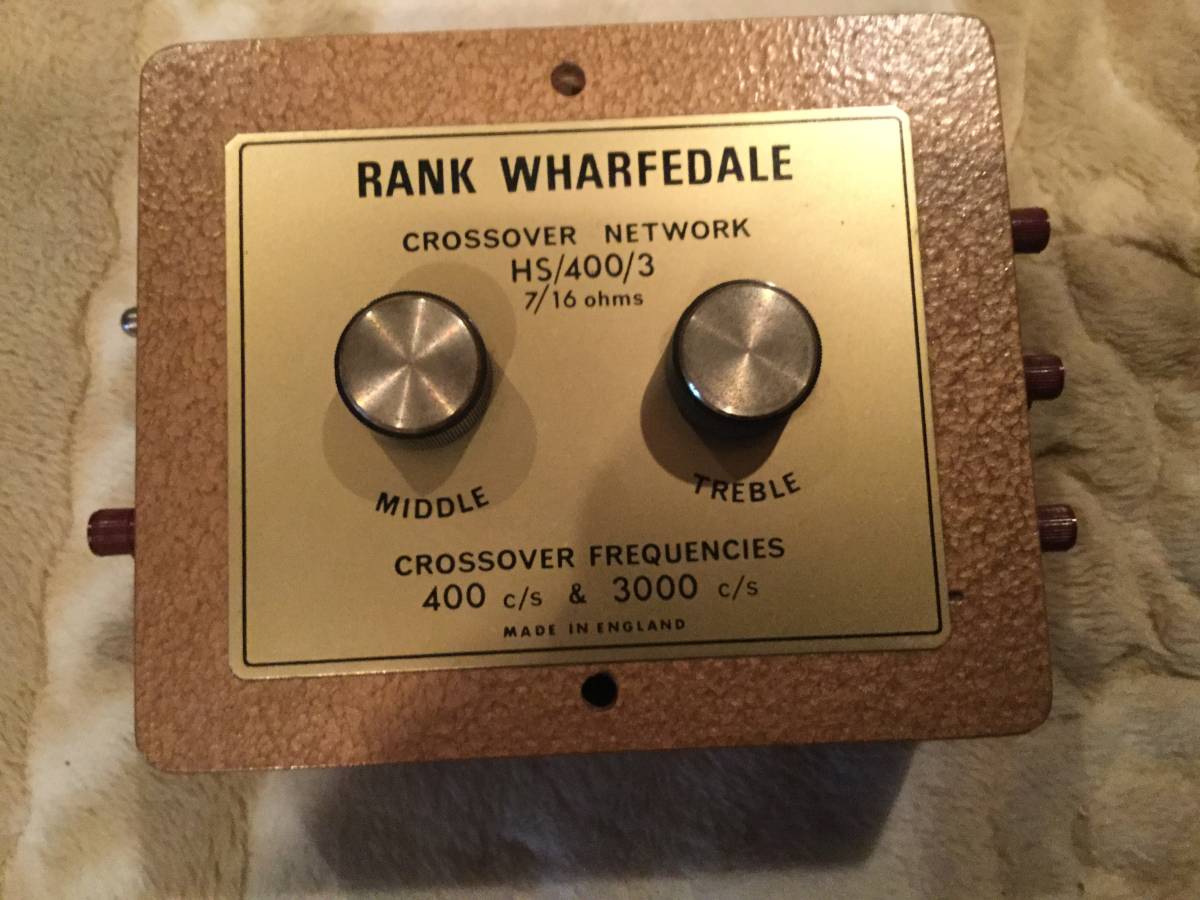 RANK WHARFEDALE
CROSSOVER NETWORK
HS/400/3
7/16 ohms
MIDDLE
TREBLE
CROSSOVER FREQUENCIES
400 c/s & 3000 c/s
MADE IN ENGLAND